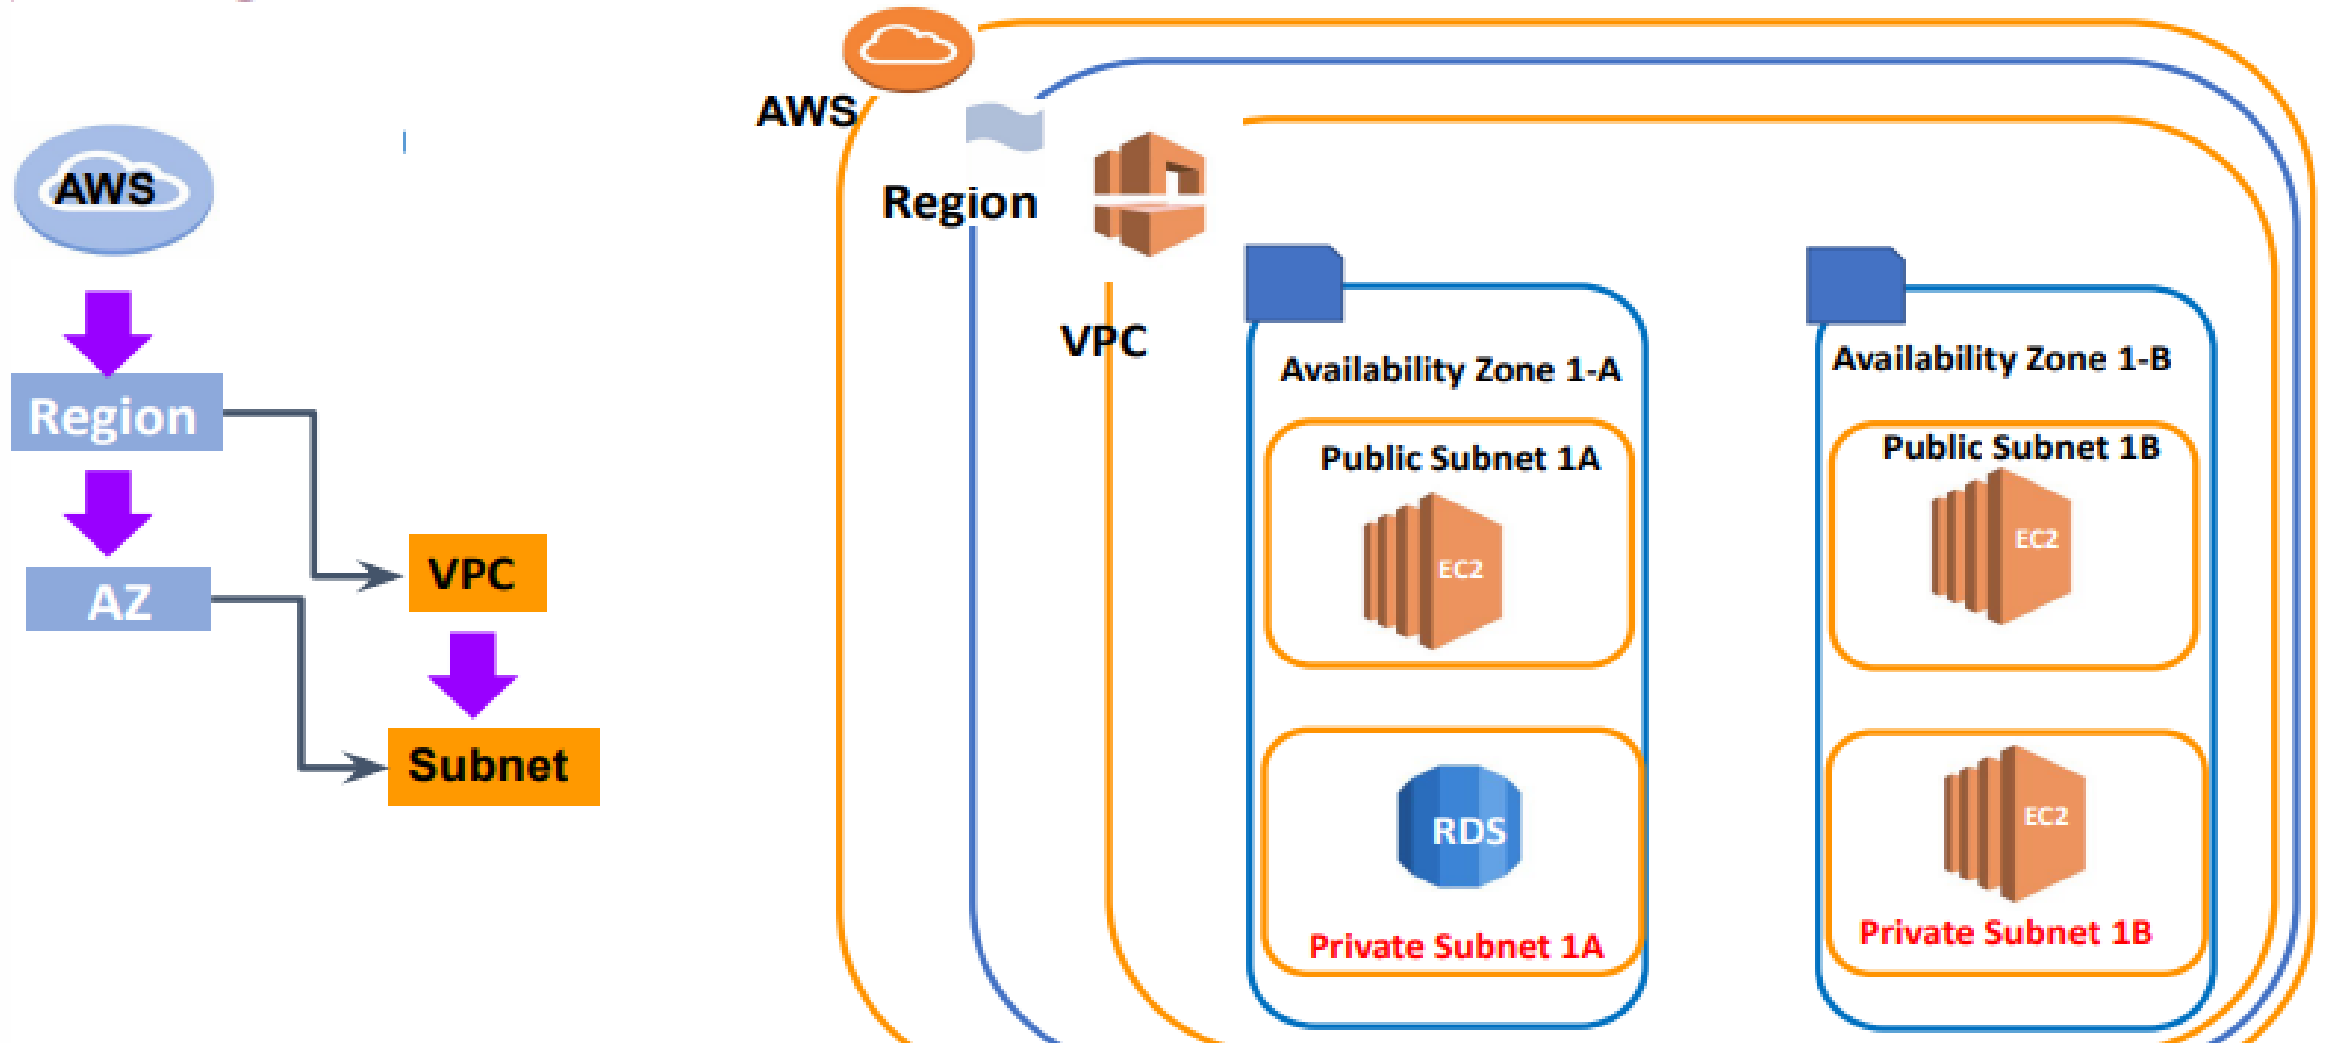 AWS
Region
AZ
VPC
Subnet
AWS
Region
VPC
Availability Zone 1-A
Public Subnet 1A
EC2
RDS
Private Subnet 1A
Availability Zone 1-B
Public Subnet 1B
EC2
EC2
Private Subnet 1B